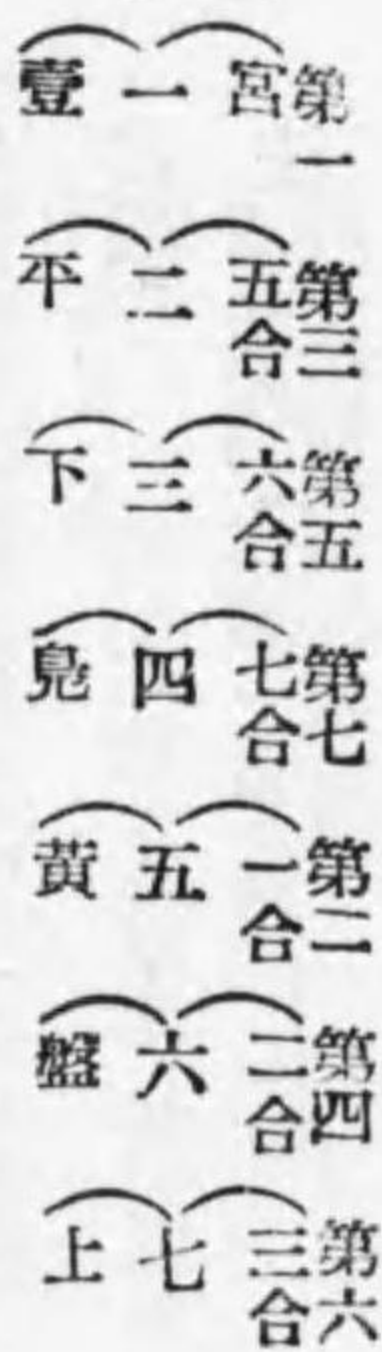 第一 第三 第五 第七 第二 第四 第六
宮 五合 六合 七合 一合 二合 三合
一 二 三 四 五 六 七
壹 平 下 鳧 黃 盤 上